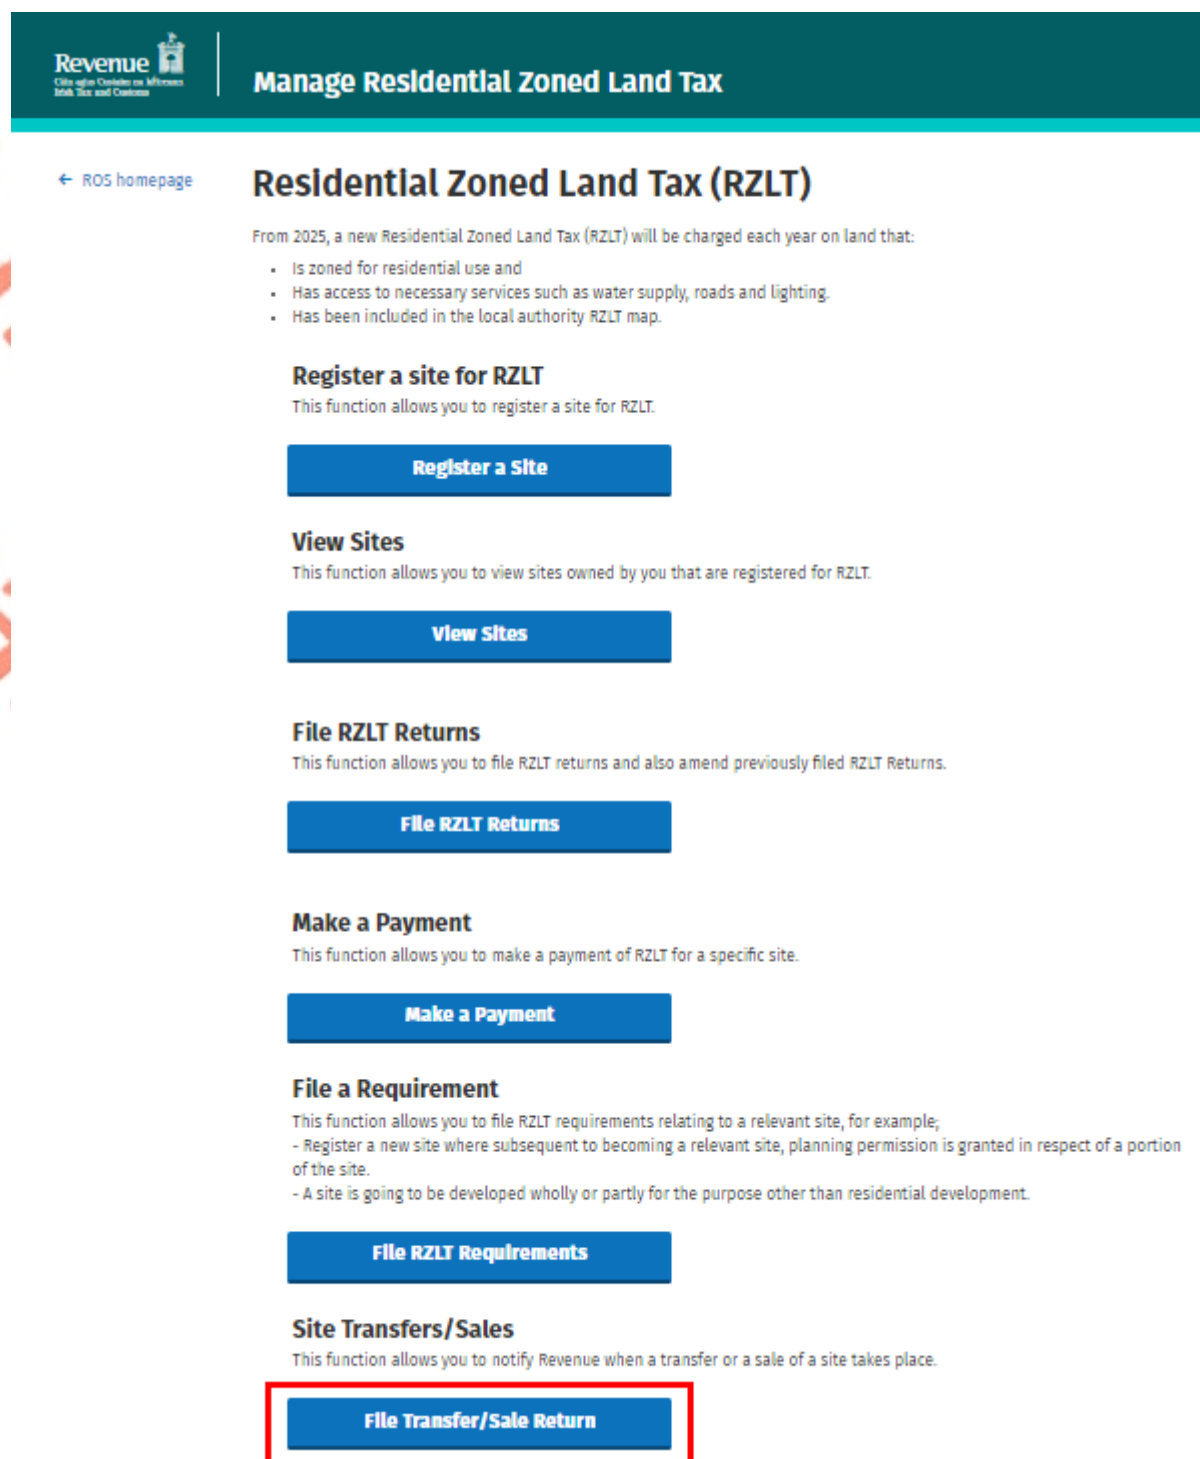 Revenue
Cáin agus Custaim na hÉireann
Irish Tax and Customs
Manage Residential Zoned Land Tax
← ROS homepage
Residential Zoned Land Tax (RZLT)
From 2025, a new Residential Zoned Land Tax (RZLT) will be charged each year on land that:
• Is zoned for residential use and
• Has access to necessary services such as water supply, roads and lighting.
• Has been included in the local authority RZLT map.
Register a site for RZLT
This function allows you to register a site for RZLT.
Register a Site
View Sites
This function allows you to view sites owned by you that are registered for RZLT.
View Sites
File RZLT Returns
This function allows you to file RZLT returns and also amend previously filed RZLT Returns.
File RZLT Returns
Make a Payment
This function allows you to make a payment of RZLT for a specific site.
Make a Payment
File a Requirement
This function allows you to file RZLT requirements relating to a relevant site, for example;
- Register a new site where subsequent to becoming a relevant site, planning permission is granted in respect of a portion
of the site.
- A site is going to be developed wholly or partly for the purpose other than residential development.
File RZLT Requirements
Site Transfers/Sales
This function allows you to notify Revenue when a transfer or a sale of a site takes place.
File Transfer/Sale Return